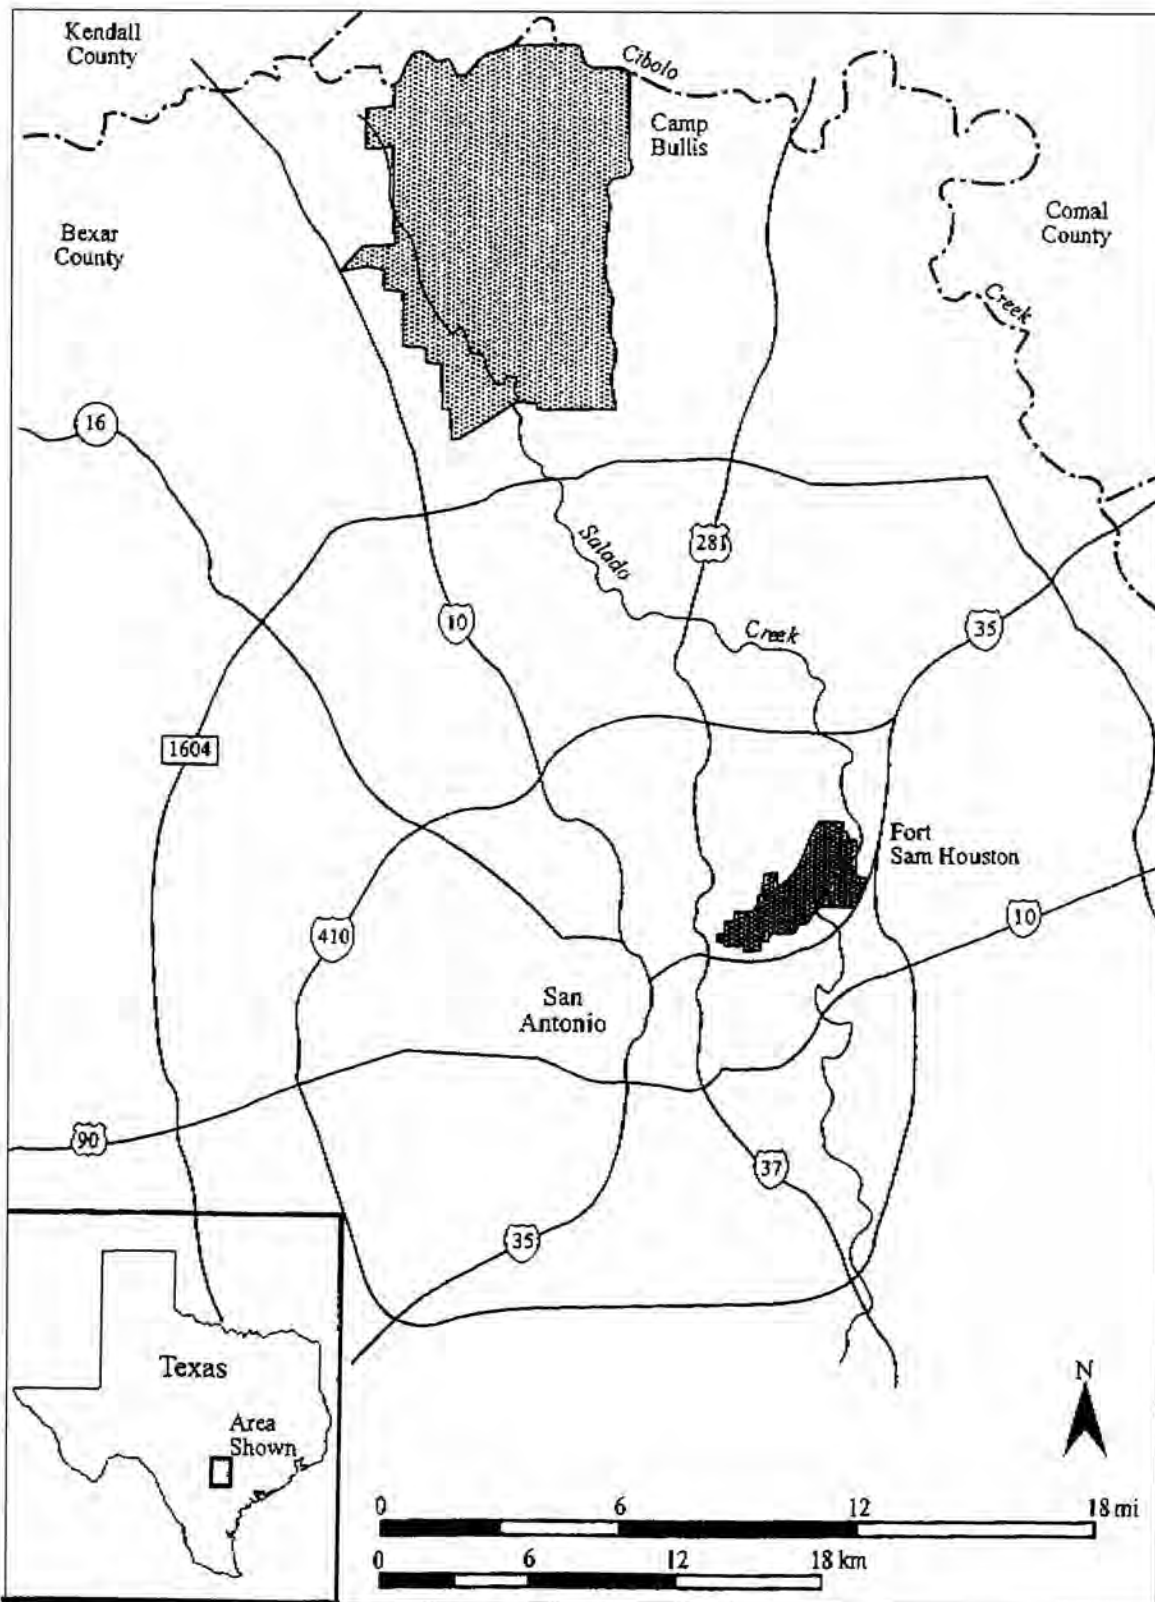 Kendall
County
Cibolo
Camp
Bullis
Bexar
County
Comal
County
Creek
16
Salado
281
10
Creek
35
1604
Fort
Sam Houston
410
10
San
Antonio
90
37
35
Texas
Area
Shown
N
0 6 12 18 mi
0 6 12 18 km